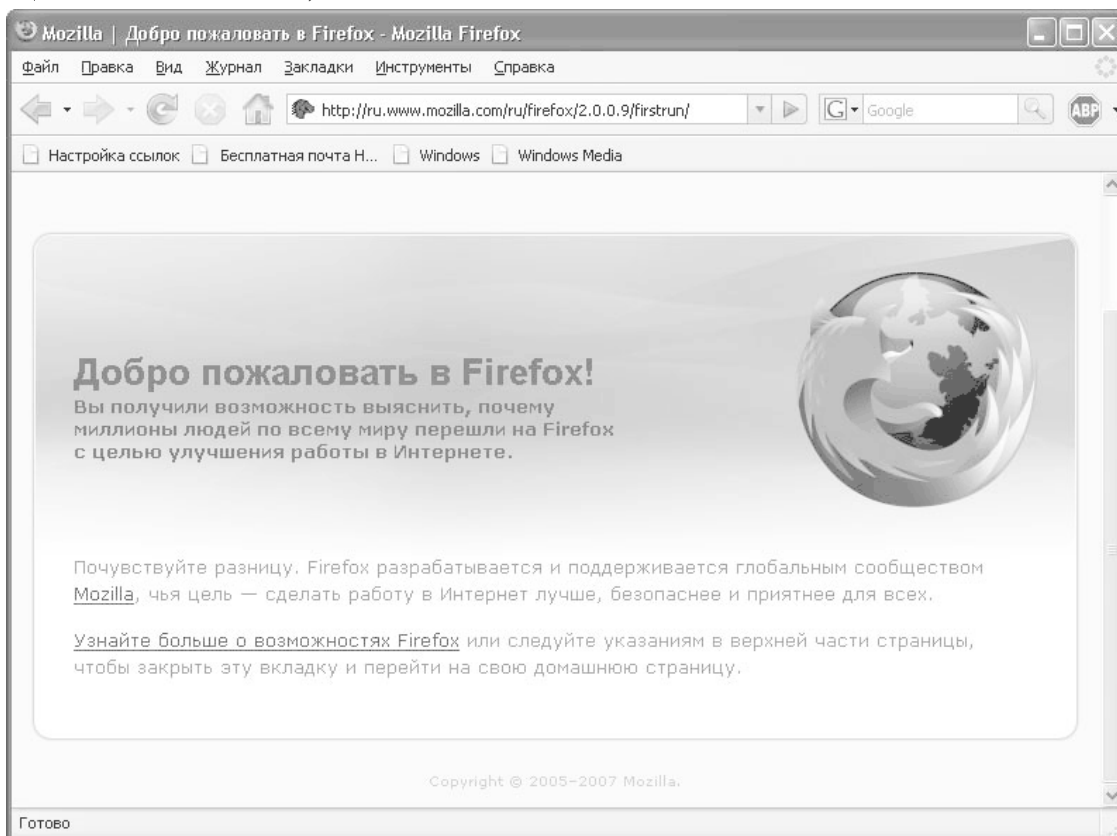 Mozilla | Добро пожаловать в Firefox - Mozilla Firefox
Файл Правка Вид Журнал Закладки Инструменты Справка
http://ru.www.mozilla.com/ru/firefox/2.0.0.9/firstrun/ G Google ABP
Настройка ссылок Бесплатная почта H... Windows Windows Media
Добро пожаловать в Firefox!
Вы получили возможность выяснить, почему
миллионы людей по всему миру перешли на Firefox
с целью улучшения работы в Интернете.
Почувствуйте разницу. Firefox разрабатывается и поддерживается глобальным сообществом
Mozilla, чья цель — сделать работу в Интернет лучше, безопаснее и приятнее для всех.
Узнайте больше о возможностях Firefox или следуйте указаниям в верхней части страницы,
чтобы закрыть эту вкладку и перейти на свою домашнюю страницу.
Copyright © 2005–2007 Mozilla.
Готово